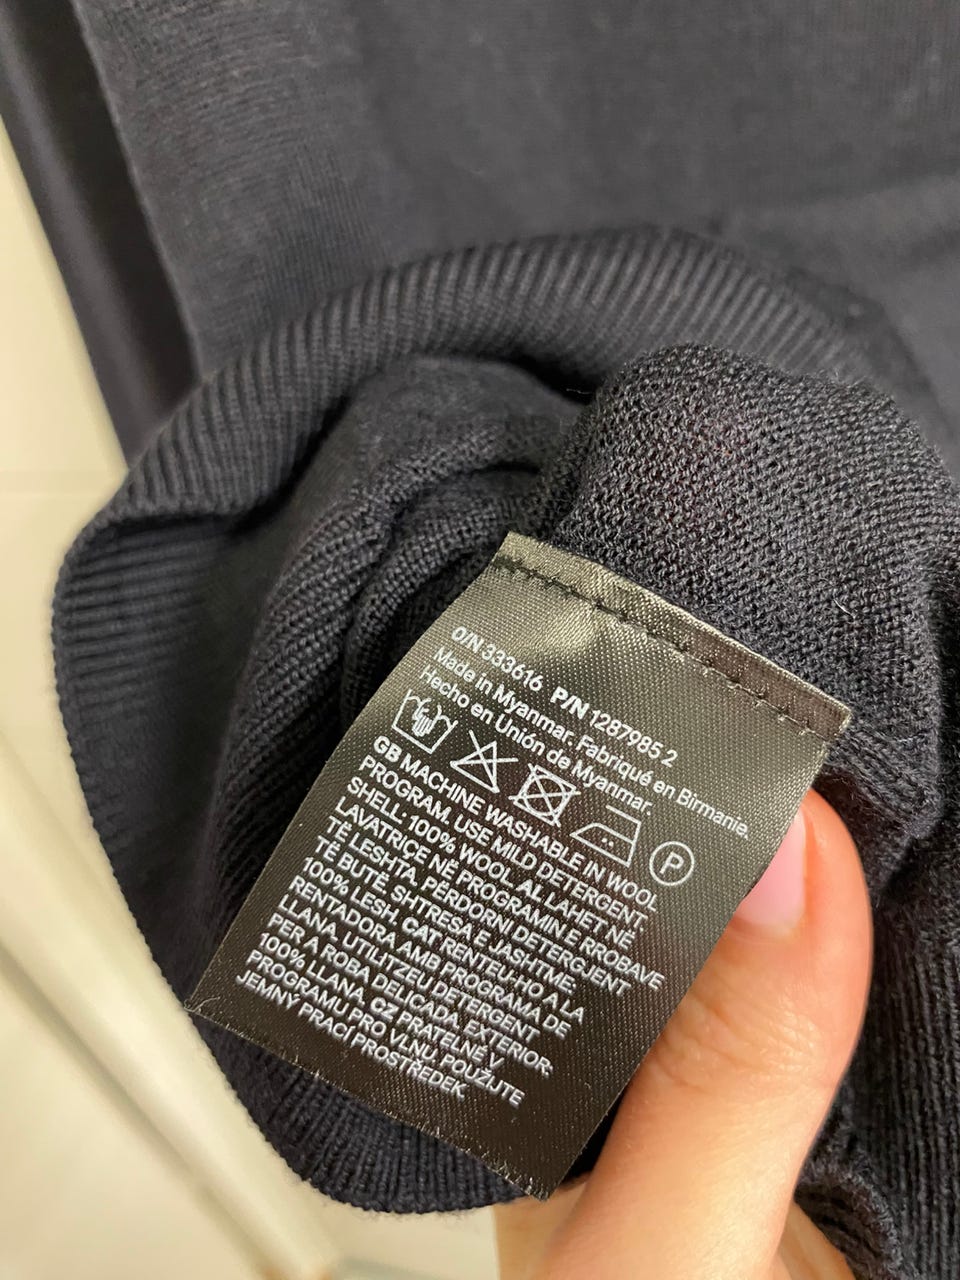 O/N 333616 P/N 1287985 2
Made in Myanmar. Fabriqué en Birmanie.
Hecho en Unión de Myanmar.
P
GB MACHINE WASHABLE IN WOOL
PROGRAM. USE MILD DETERGENT.
SHELL: 100% WOOL. AL LAHET NË
LAVATRICE NË PROGRAMIN E RROBAVE
TË LESHTA. PËRDORNI DETERGJENT
TË BUTË. SHTRESA E JASHTME:
100% LESH. CAT RENTEU-HO A LA
RENTADORA AMB PROGRAMA DE
LLANA. UTILITZEU DETERGENT
PER A ROBA DELICADA. EXTERIOR:
100% LLANA. CZ PRATELNÉ V
PROGRAMU PRO VLNU. POUŽIJTE
JEMNÝ PRACÍ PROSTŘEDEK.